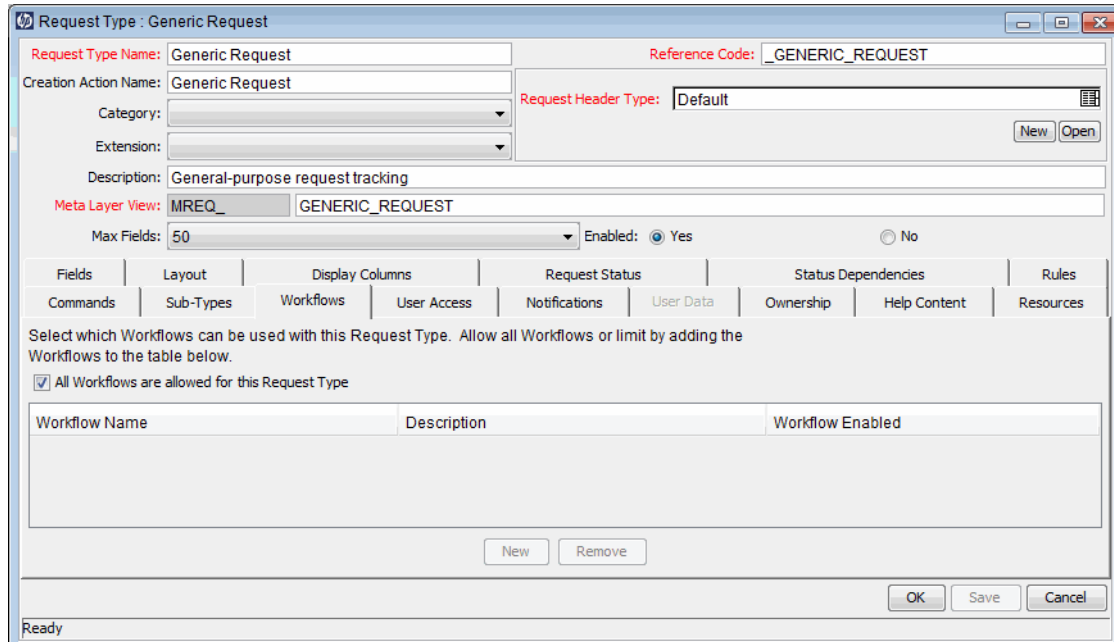 Request Type : Generic Request
Request Type Name: Generic Request Reference Code: _GENERIC_REQUEST
Creation Action Name: Generic Request
Request Header Type: Default
Category:
New Open
Extension:
Description: General-purpose request tracking
Meta Layer View: MREQ_ GENERIC_REQUEST
Max Fields: 50 Enabled: Yes No
Fields Layout Display Columns Request Status Status Dependencies Rules
Commands Sub-Types Workflows User Access Notifications User Data Ownership Help Content Resources
Select which Workflows can be used with this Request Type. Allow all Workflows or limit by adding the
Workflows to the table below.
All Workflows are allowed for this Request Type
Workflow Name Description Workflow Enabled
New Remove
OK Save Cancel
Ready